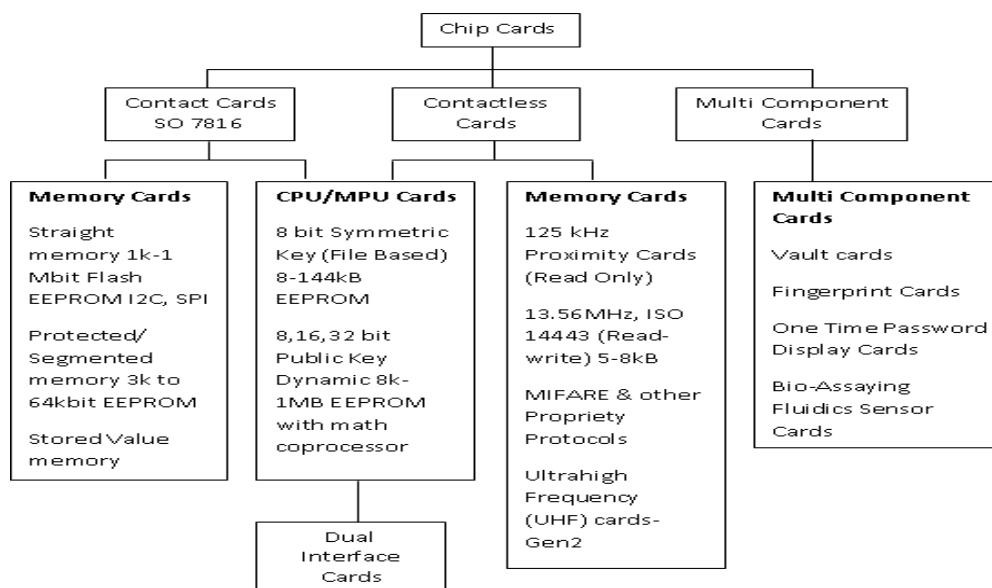 Chip Cards
Contact Cards
SO 7816
Contactless
Cards
Multi Component
Cards
Memory Cards
Straight
memory 1k-1
Mbit Flash
EEPROM I2C, SPI
Protected/
Segmented
memory 3k to
64kbit EEPROM
Stored Value
memory
CPU/MPU Cards
8 bit Symmetric
Key (File Based)
8-144kB
EEPROM
8,16,32 bit
Public Key
Dynamic 8k-
1MB EEPROM
with math
coprocessor
Memory Cards
125 kHz
Proximity Cards
(Read Only)
13.56MHz, ISO
14443 (Read-
write) 5-8kB
MIFARE & other
Propriety
Protocols
Ultrahigh
Frequency
(UHF) cards-
Gen2
Multi Component
Cards
Vault cards
Fingerprint Cards
One Time Password
Display Cards
Bio-Assaying
Fluidics Sensor
Cards
Dual
Interface
Cards